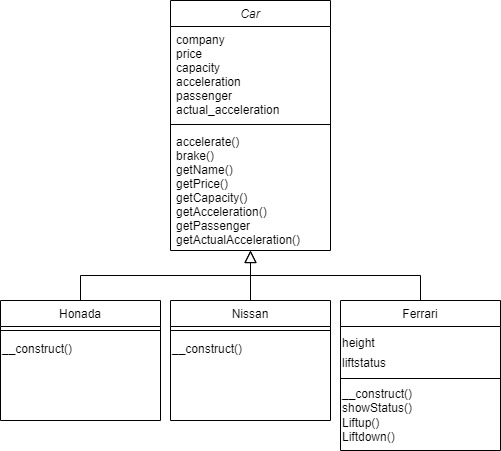 Car
company
price
capacity
acceleration
passenger
actual_acceleration
accelerate()
brake()
getName()
getPrice()
getCapacity()
getAcceleration()
getPassenger
getActualAcceleration()
Honada
__construct()
Nissan
__construct()
Ferrari
height
liftstatus
__construct()
showStatus()
Liftup()
Liftdown()